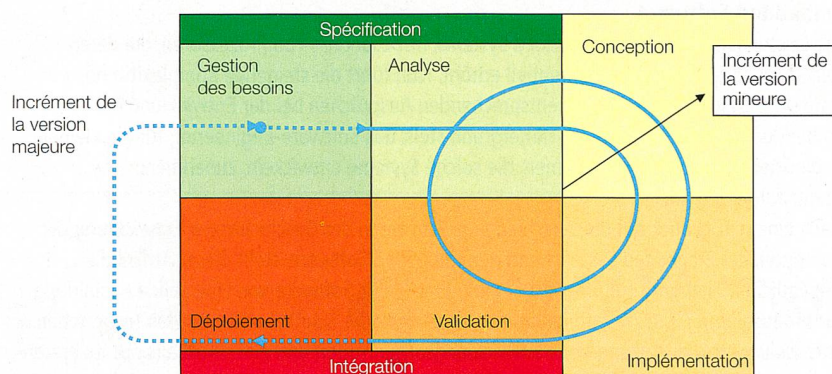 Spécification
Conception
Gestion
des besoins
Analyse
Incrément de
la version
mineure
Incrément de
la version
majeure
Déploiement
Validation
Intégration
Implémentation